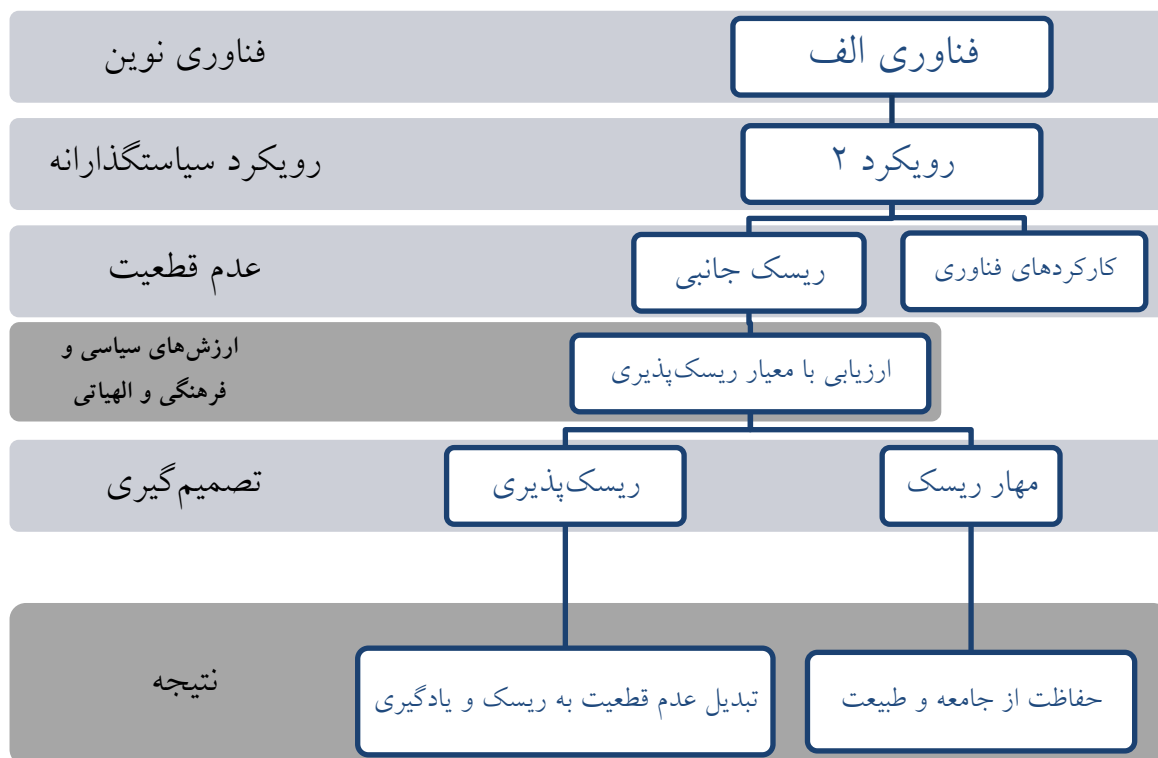 فناوری الف
فناوری نوین
رویکرد ۲
رویکرد سیاستگذارانه
کارکردهای فناوری
ریسک جانبی
عدم قطعیت
ارزیابی با معیار ریسک‌پذیری
ارزش‌های سیاسی و
فرهنگی و الهیاتی
مهار ریسک
ریسک‌پذیری
تصمیم‌گیری
حفاظت از جامعه و طبیعت
تبدیل عدم قطعیت به ریسک و یادگیری
نتیجه